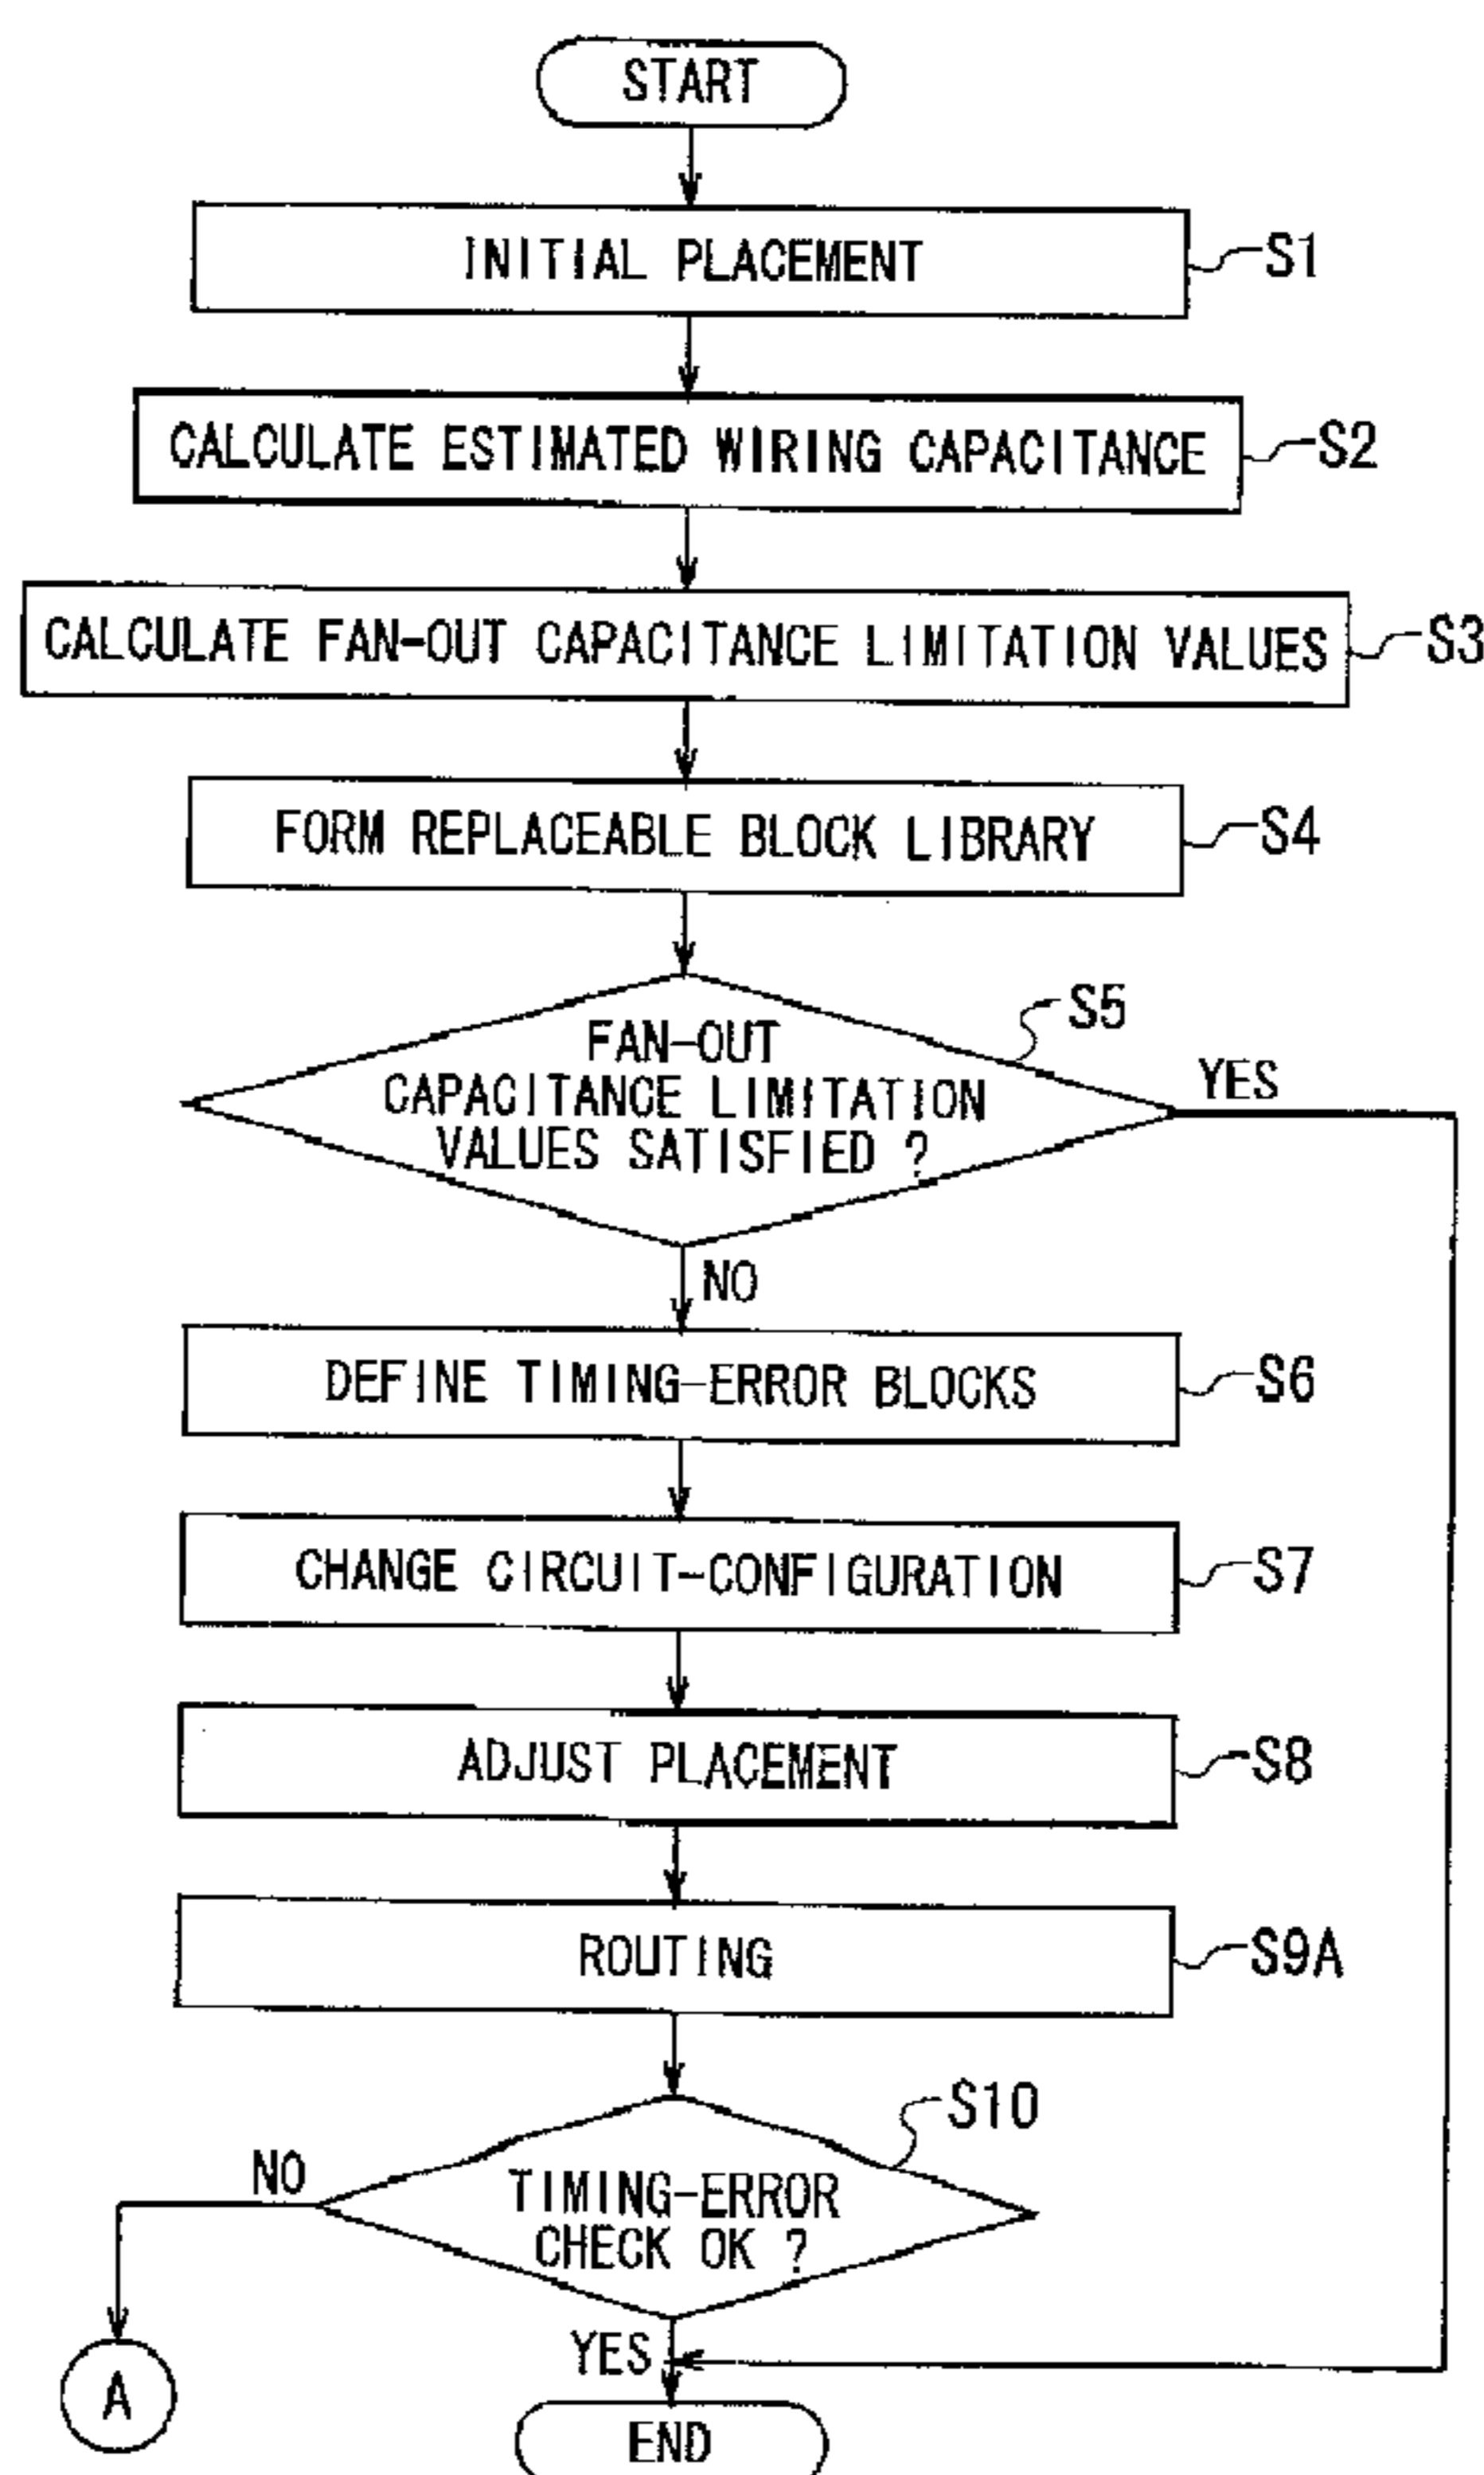 START
INITIAL PLACEMENT
S1
CALCULATE ESTIMATED WIRING CAPACITANCE
S2
CALCULATE FAN-OUT CAPACITANCE LIMITATION VALUES
S3
FORM REPLACEABLE BLOCK LIBRARY
S4
S5
FAN-OUT
CAPACITANCE LIMITATION
VALUES SATISFIED ?
YES
NO
DEFINE TIMING-ERROR BLOCKS
S6
CHANGE CIRCUIT-CONFIGURATION
S7
ADJUST PLACEMENT
S8
ROUTING
S9A
S10
NO
TIMING-ERROR
CHECK OK ?
YES
A
END